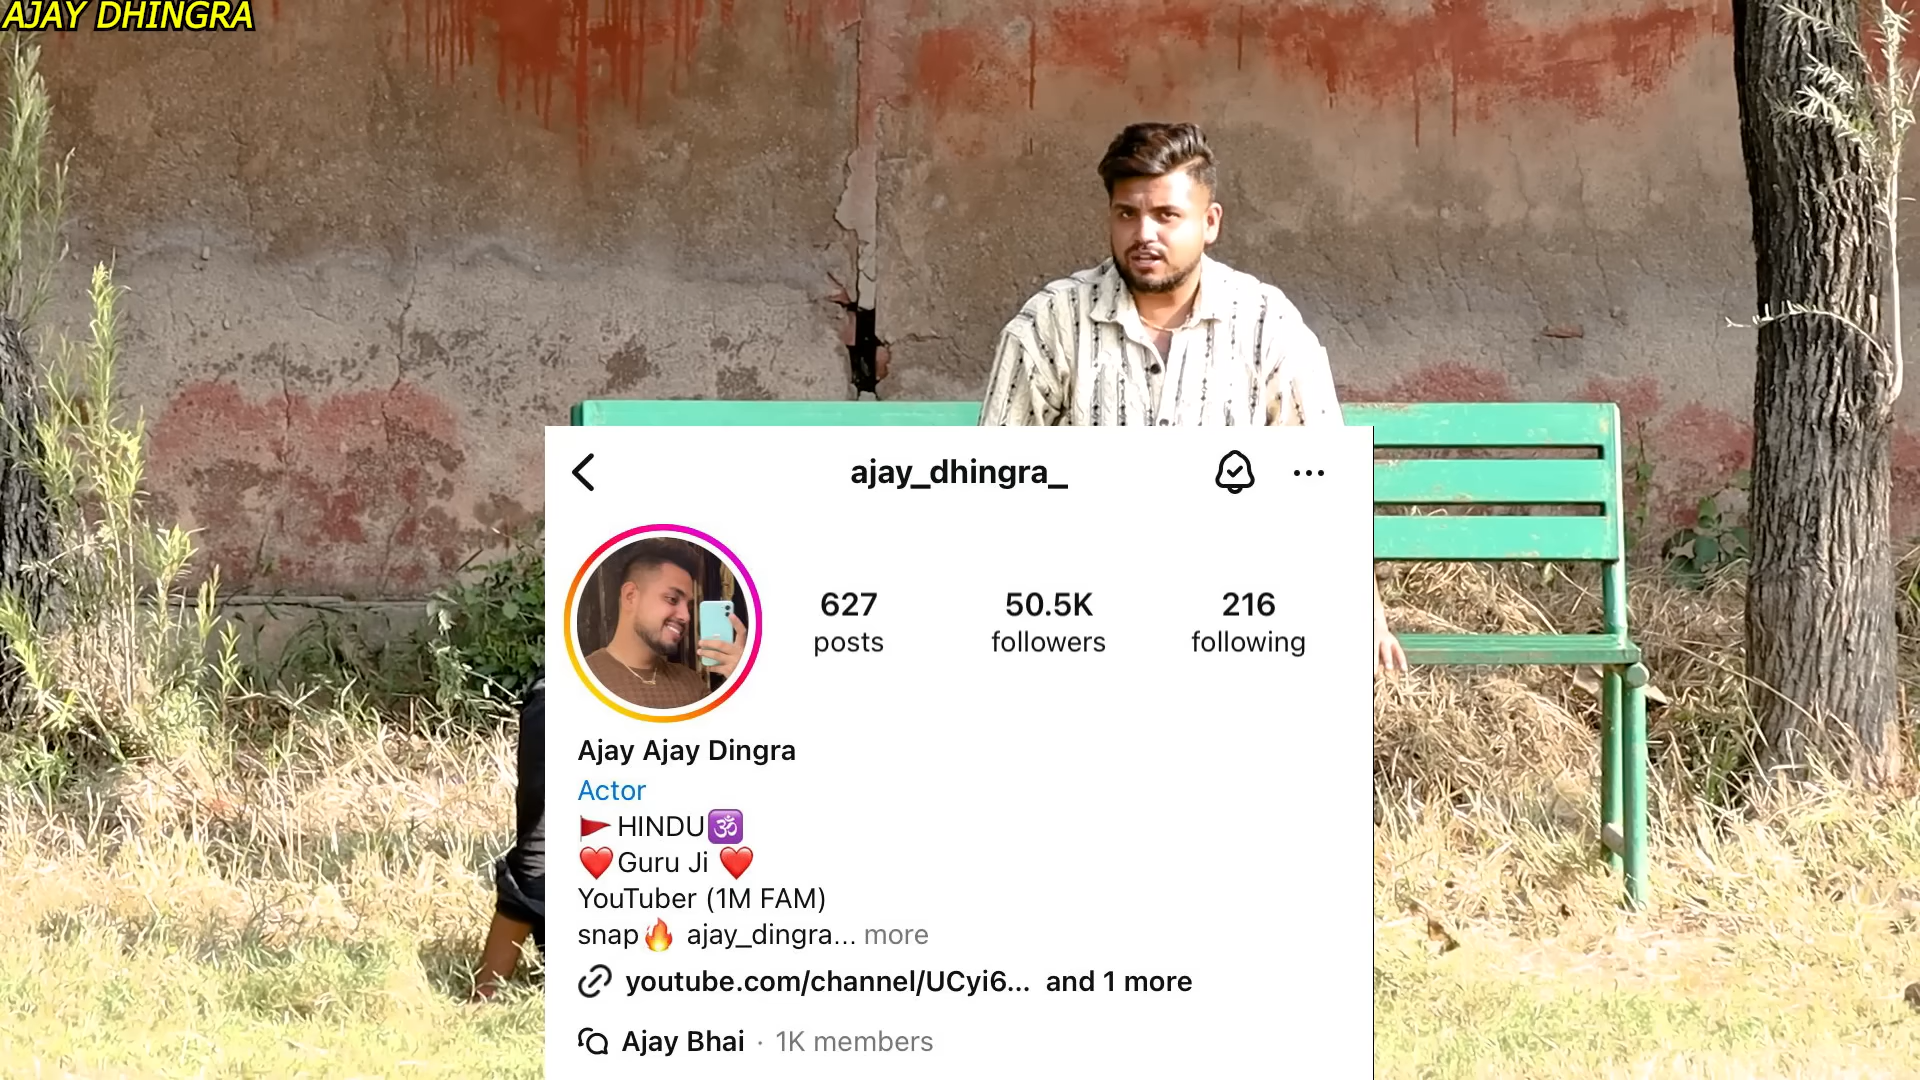 AJAY DHINGRA
ajay_dhingra_
627 posts
50.5K followers
216 following
Ajay Ajay Dingra
Actor
🚩HINDU🕉️
❤️Guru Ji ❤️
YouTuber (1M FAM)
snap🔥 ajay_dingra... more
youtube.com/channel/UCyi6... and 1 more
Ajay Bhai · 1K members